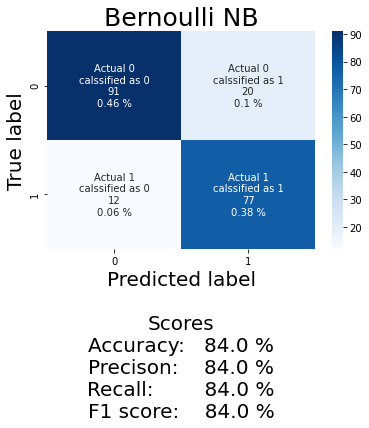 Bernoulli NB
True label
0
Actual 0
calssified as 0
91
0.46 %
Actual 0
calssified as 1
20
0.1 %
1
Actual 1
calssified as 0
12
0.06 %
Actual 1
calssified as 1
77
0.38 %
0 1
Predicted label
90
80
70
60
50
40
30
20
Scores
Accuracy: 84.0 %
Precison: 84.0 %
Recall: 84.0 %
F1 score: 84.0 %